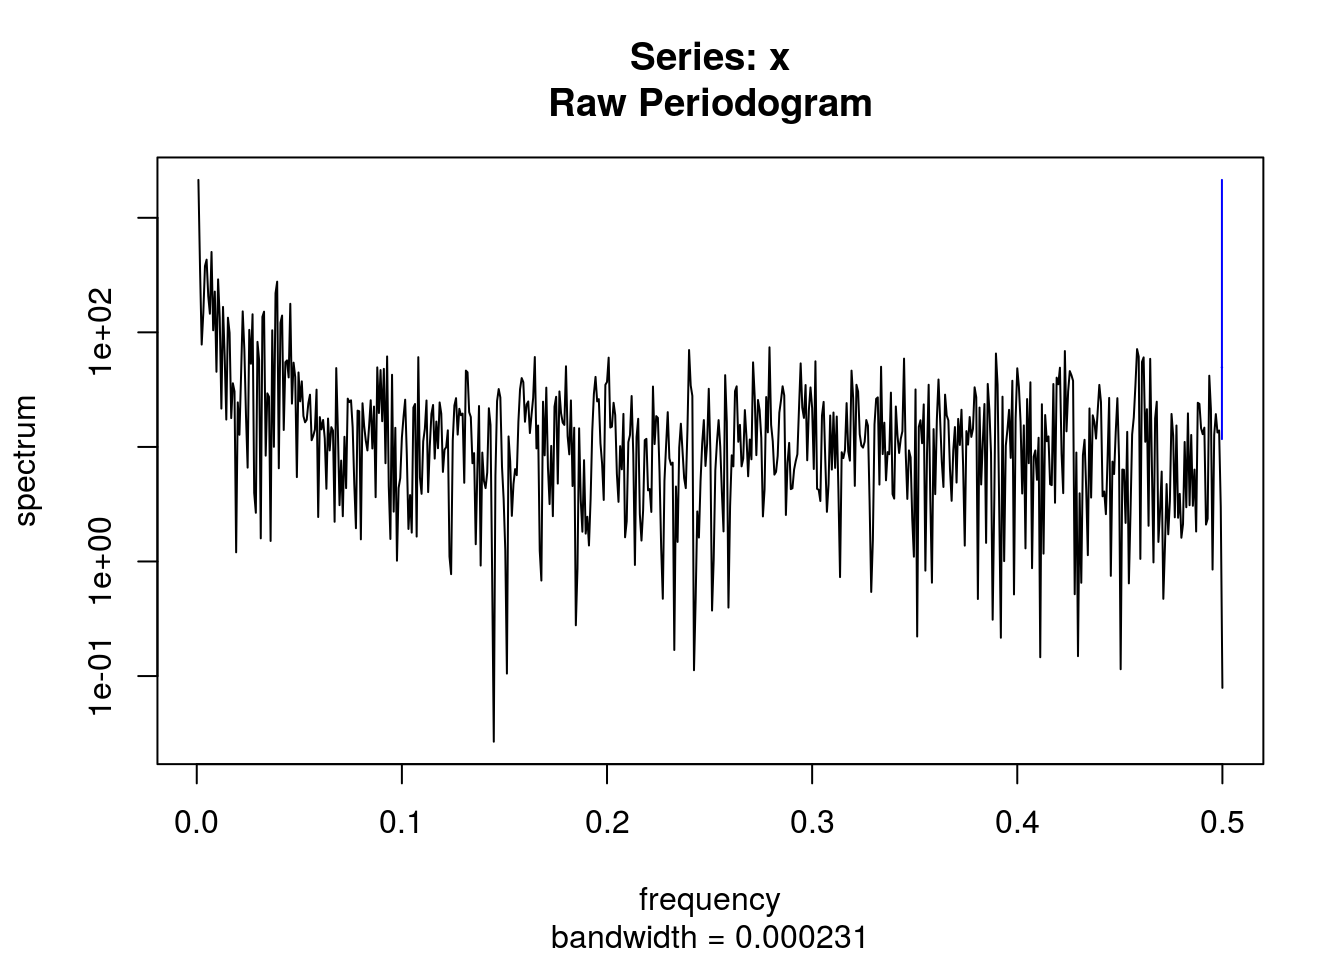 Series: x
Raw Periodogram
spectrum
1e+02
1e+00
1e-01
0.0 0.1 0.2 0.3 0.4 0.5
frequency
bandwidth = 0.000231